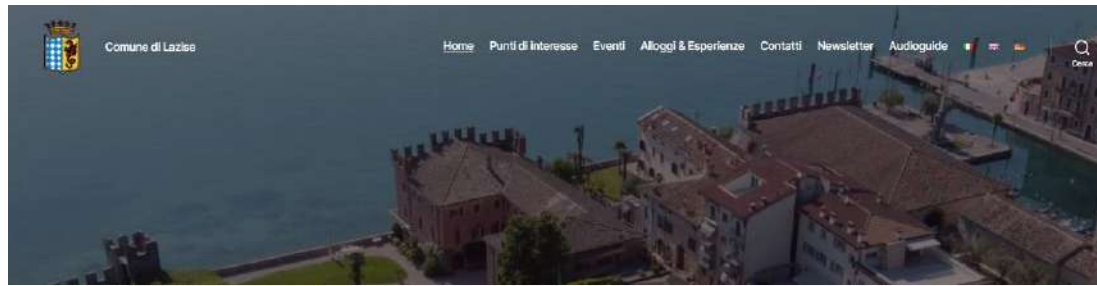 Comune di Lazise
Home Punti di interesse Eventi Alloggi & Esperienze Contatti Newsletter Audioguide
Cerca